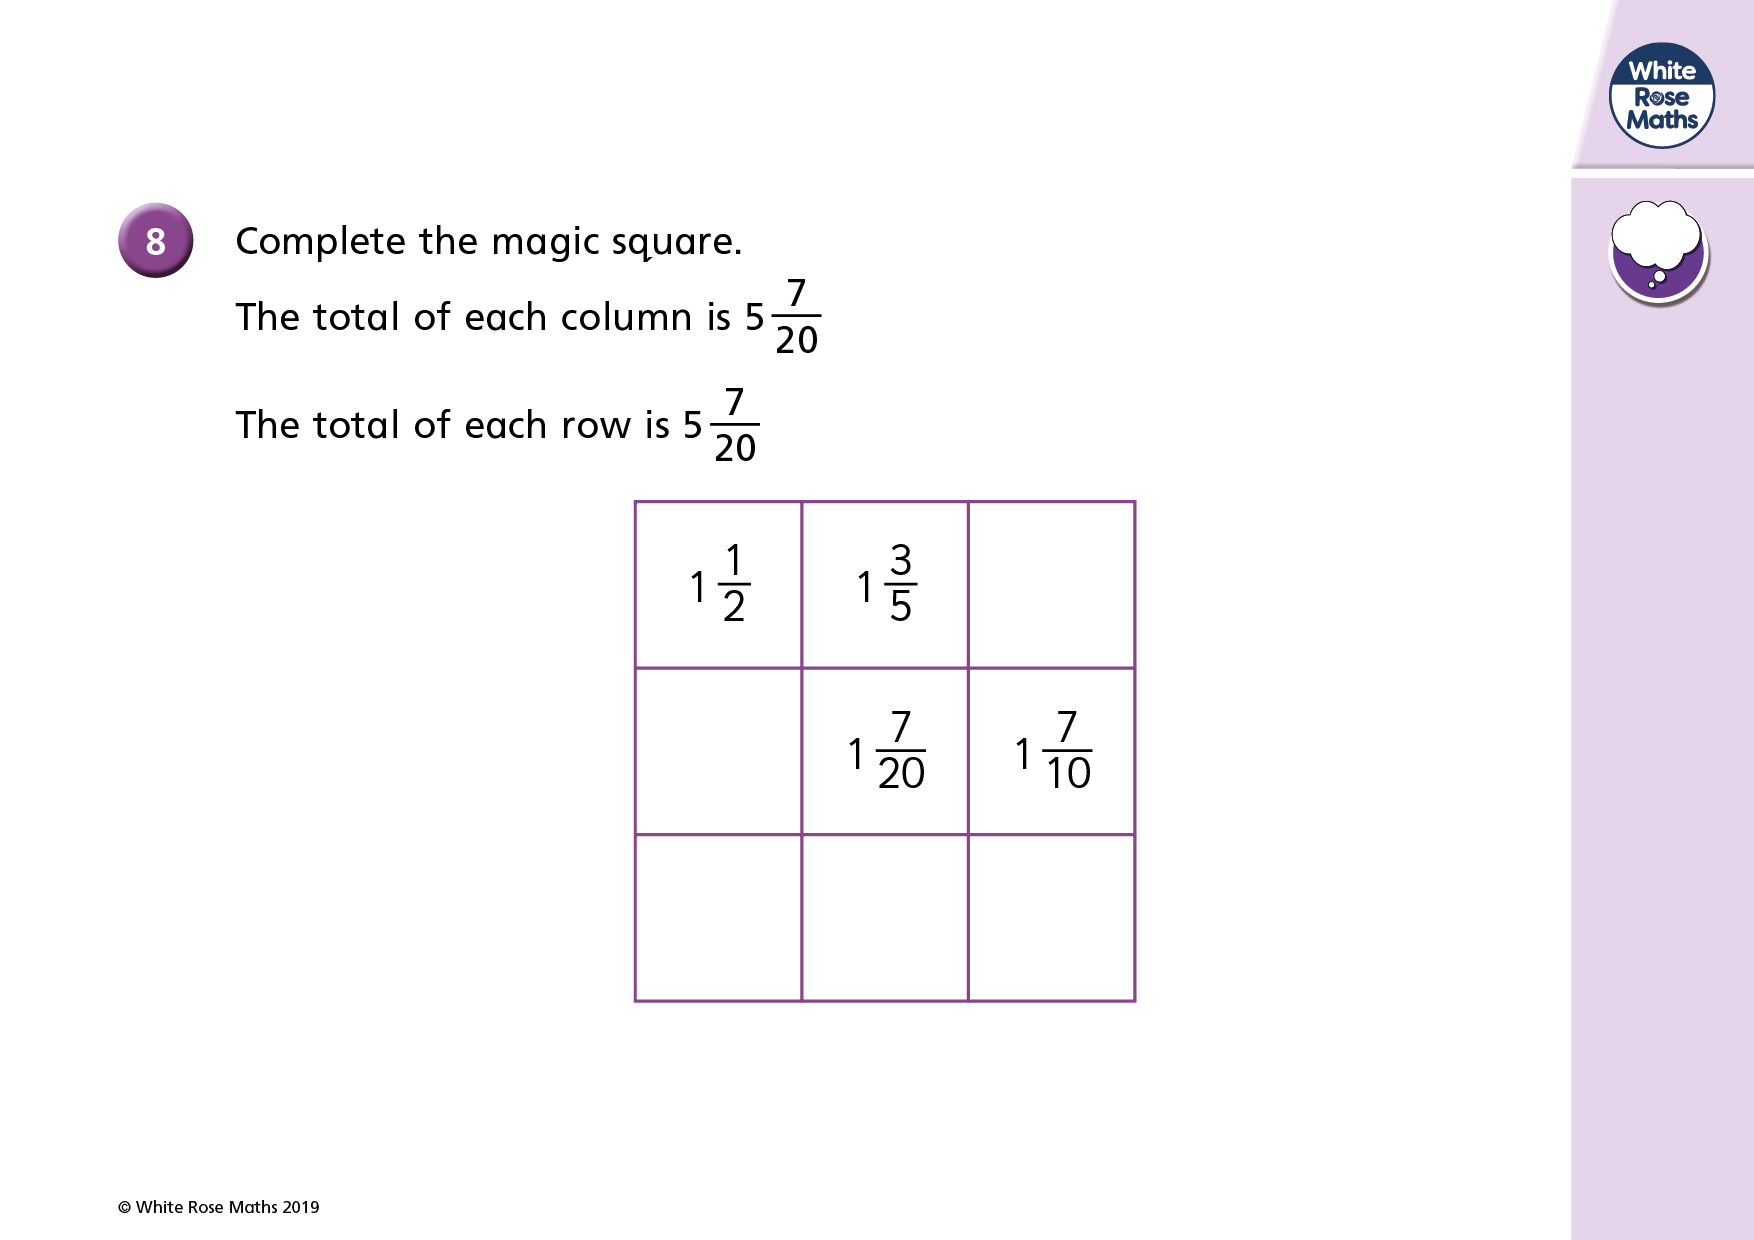 White
Rose
Maths
8 Complete the magic square.
The total of each column is 5 7/20
The total of each row is 5 7/20
1 1/2 1 3/5
1 7/20 1 7/10
© White Rose Maths 2019